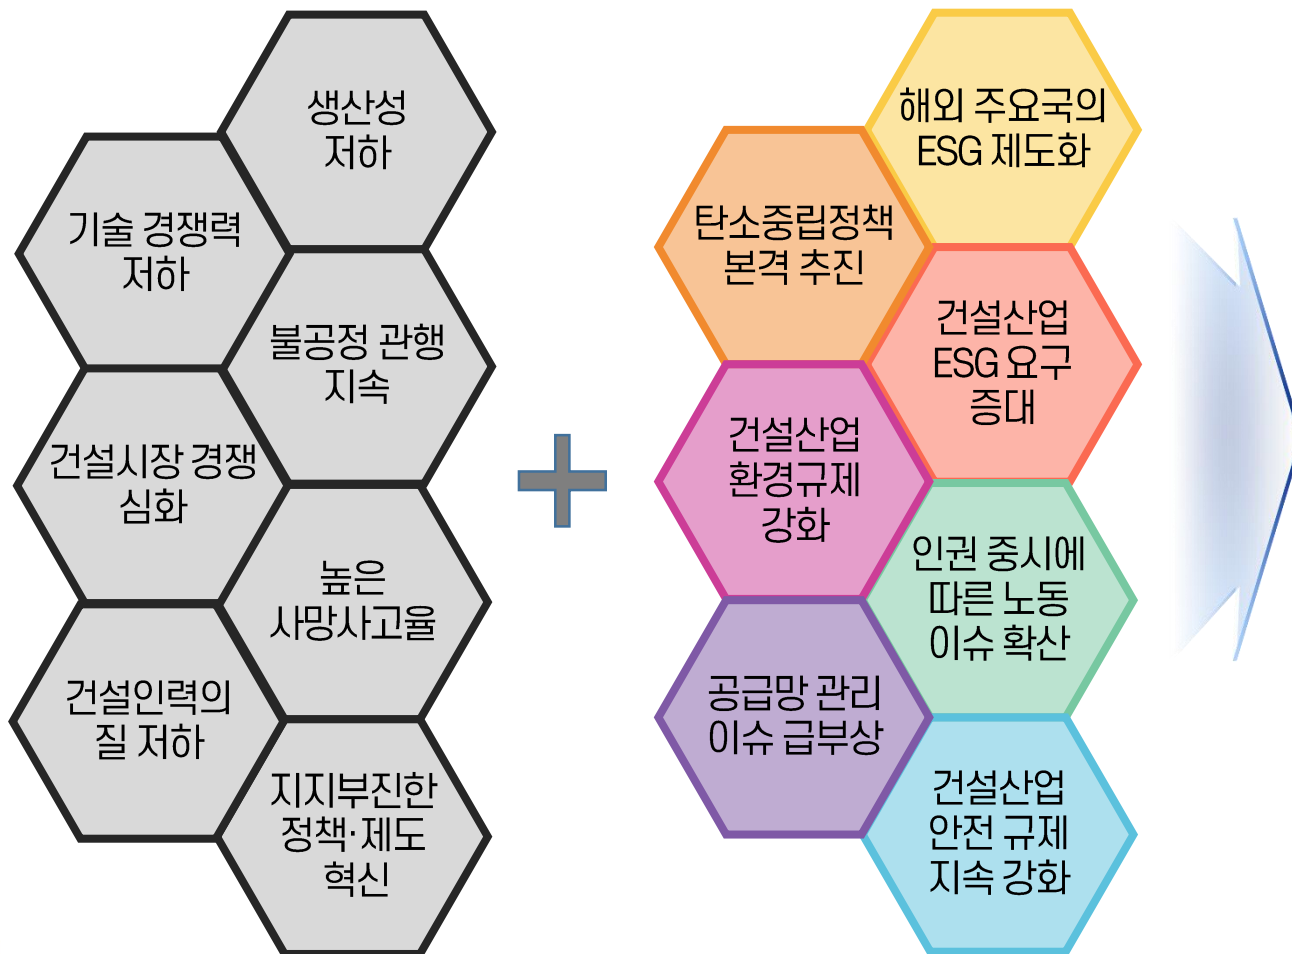 생산성
저하
기술 경쟁력
저하
불공정 관행
지속
건설시장 경쟁
심화
높은
사망사고율
건설인력의
질 저하
지지부진한
정책·제도
혁신
해외 주요국의
ESG 제도화
탄소중립정책
본격 추진
건설산업
ESG 요구
증대
건설산업
환경규제
강화
인권 중시에
따른 노동
이슈 확산
공급망 관리
이슈 급부상
건설산업
안전 규제
지속 강화